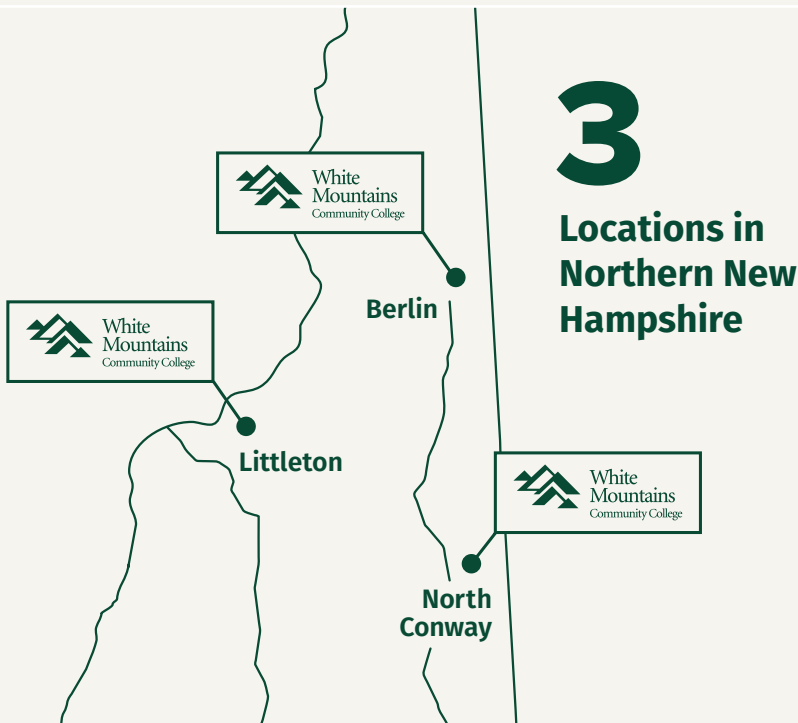 3
Locations in
Northern New
Hampshire
White
Mountains
Community College
Berlin
White
Mountains
Community College
Littleton
White
Mountains
Community College
North
Conway